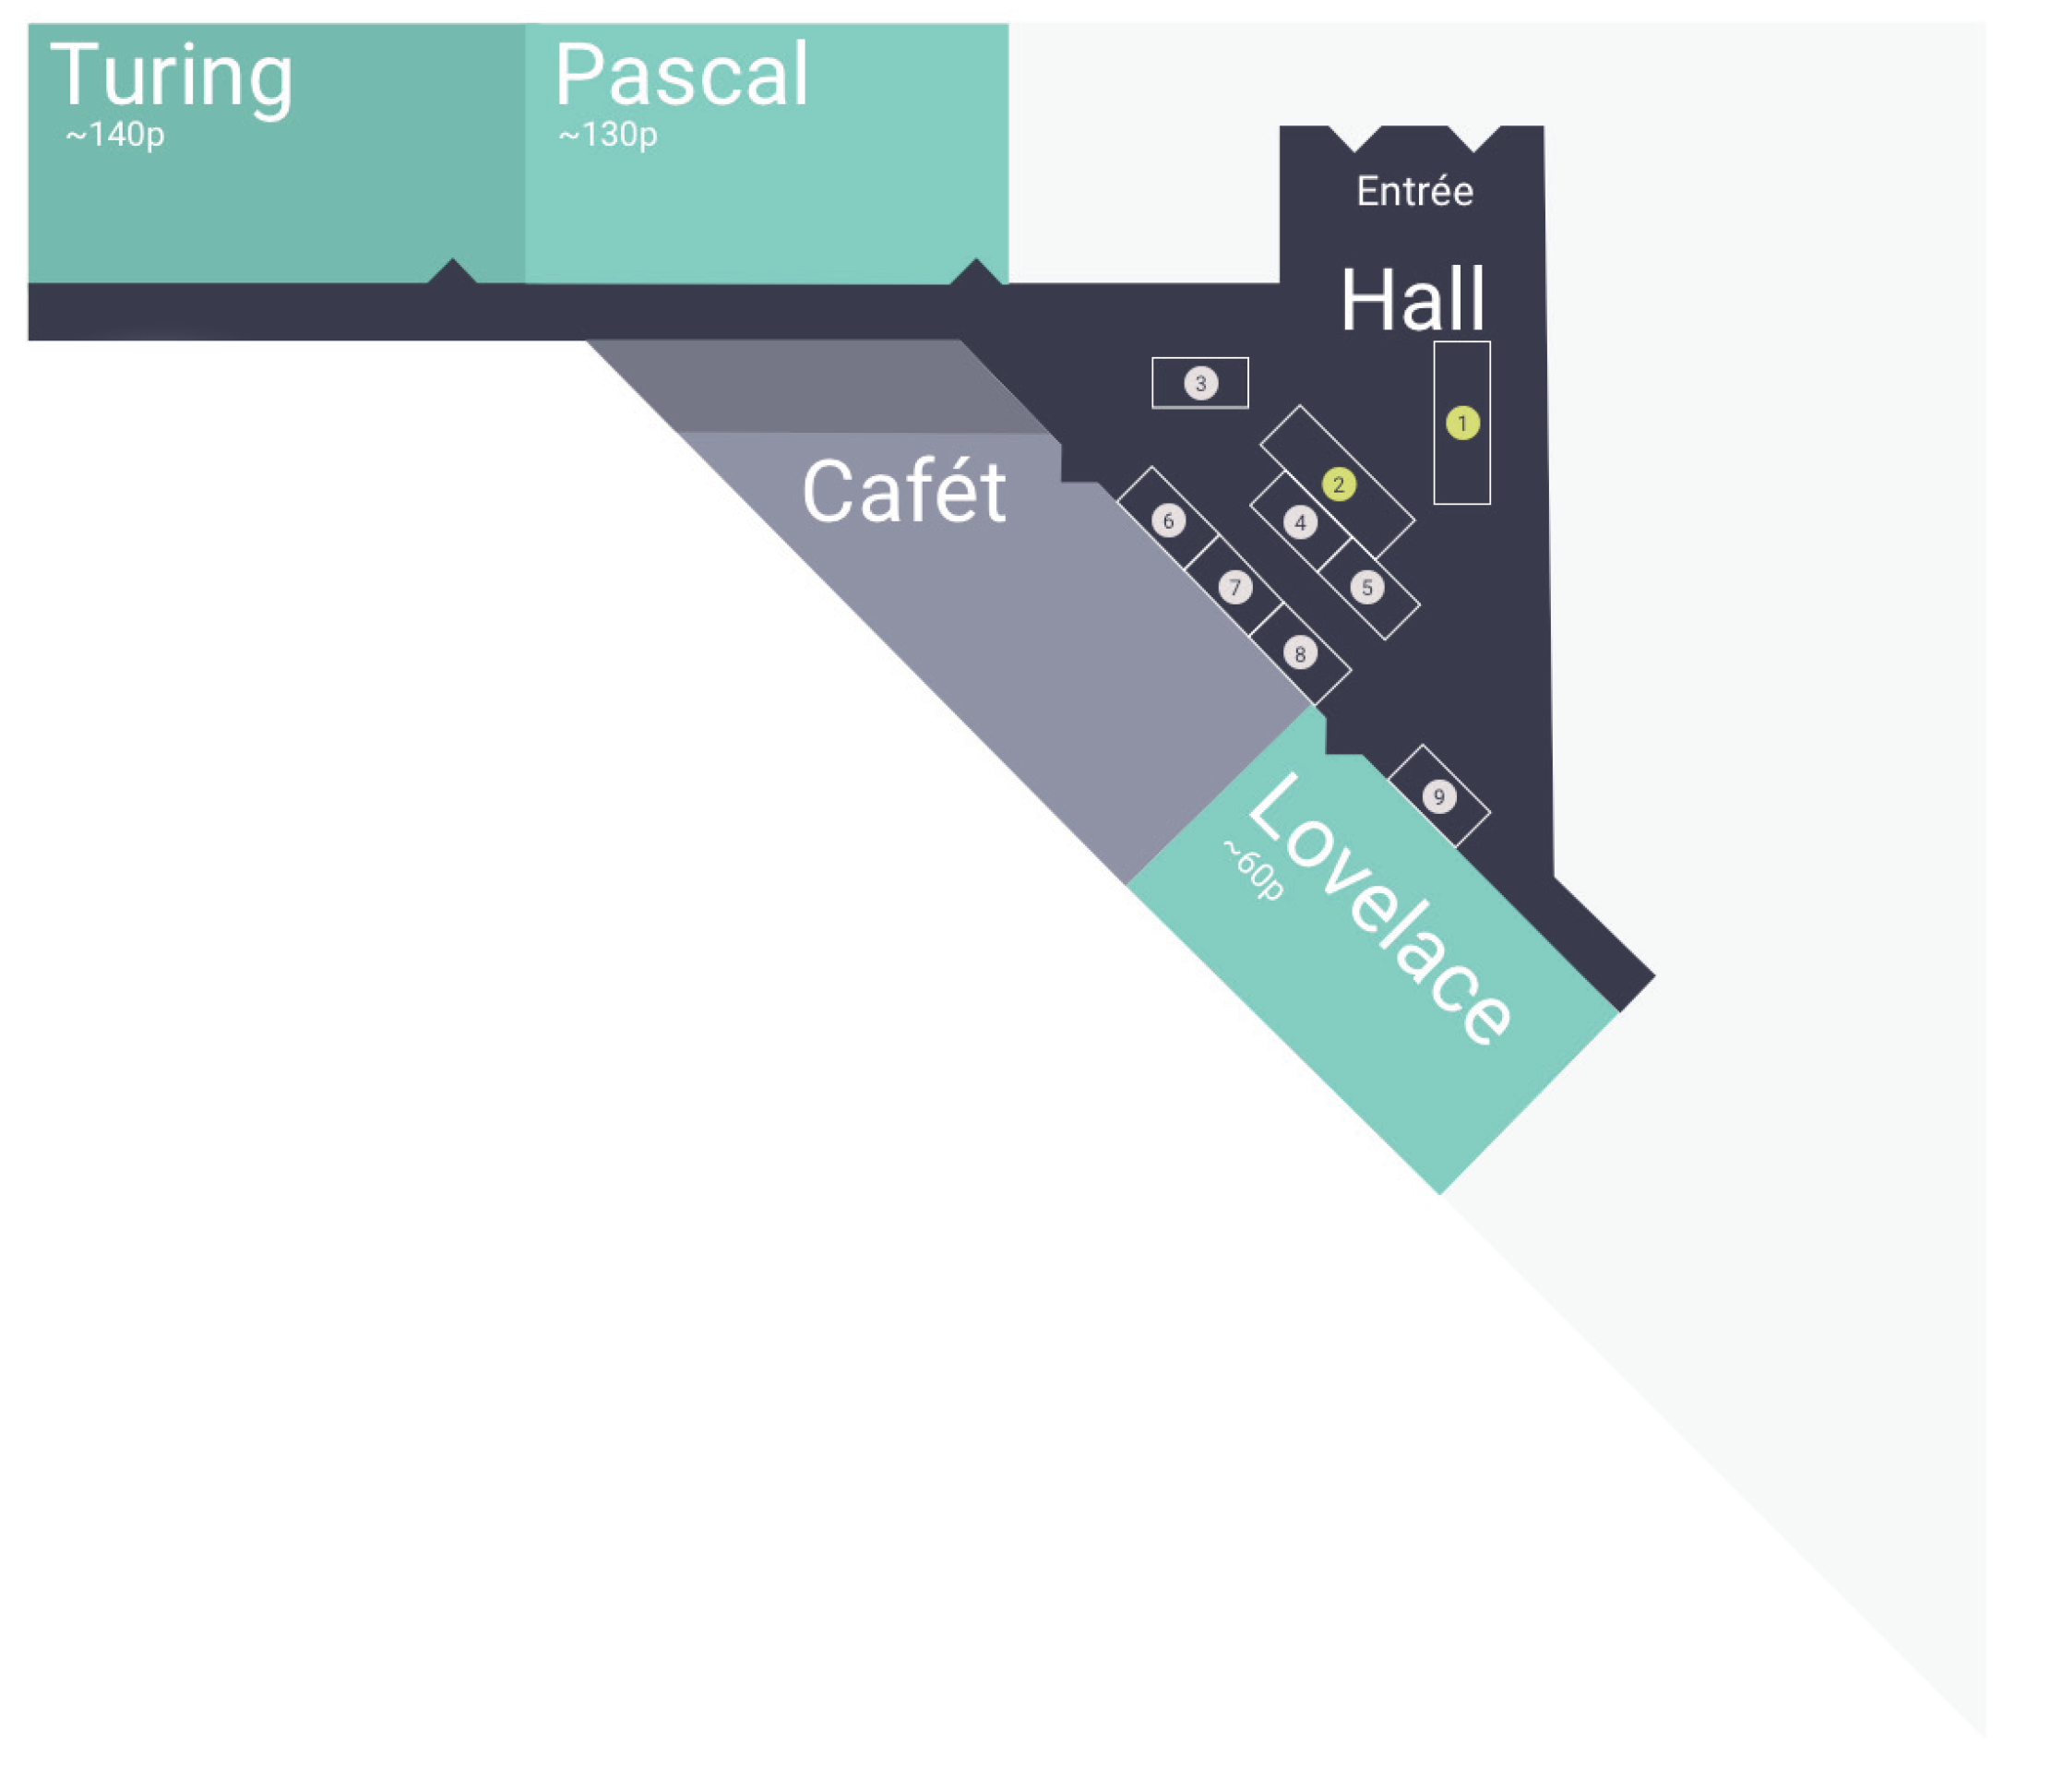 Turing
~140p
Pascal
~130p
Entrée
Hall
3
1
2
4
5
6
7
8
Cafét
9
Lovelace
~60p